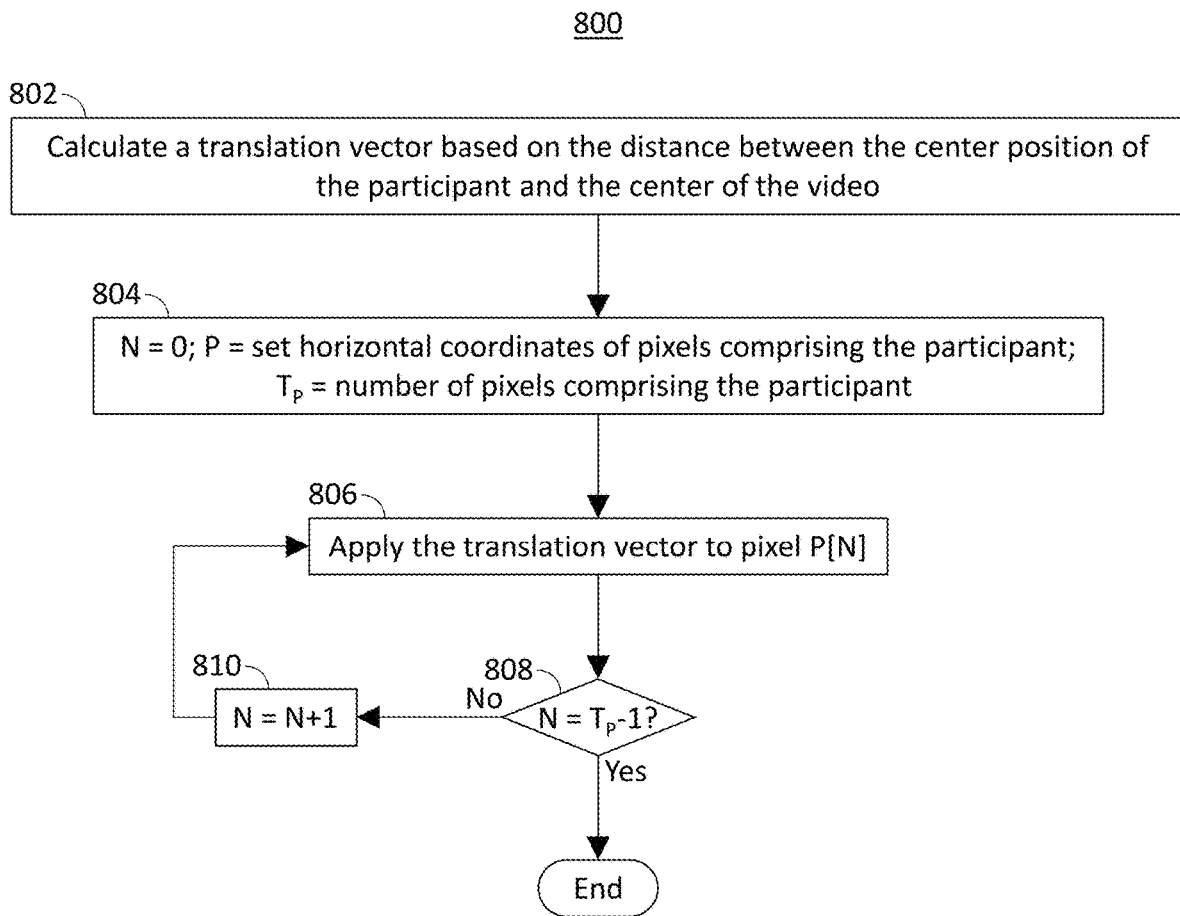 800
802
Calculate a translation vector based on the distance between the center position of
the participant and the center of the video
804
N = 0; P = set horizontal coordinates of pixels comprising the participant;
Tₚ = number of pixels comprising the participant
806
Apply the translation vector to pixel P[N]
810
808
No
N = N+1
N = Tₚ-1?
Yes
End